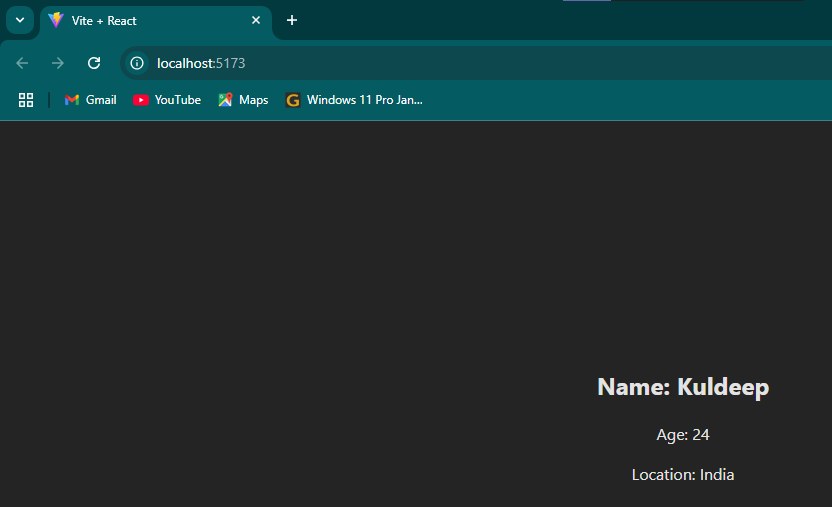 Vite + React
localhost:5173
Gmail YouTube Maps Windows 11 Pro Jan...
Name: Kuldeep
Age: 24
Location: India